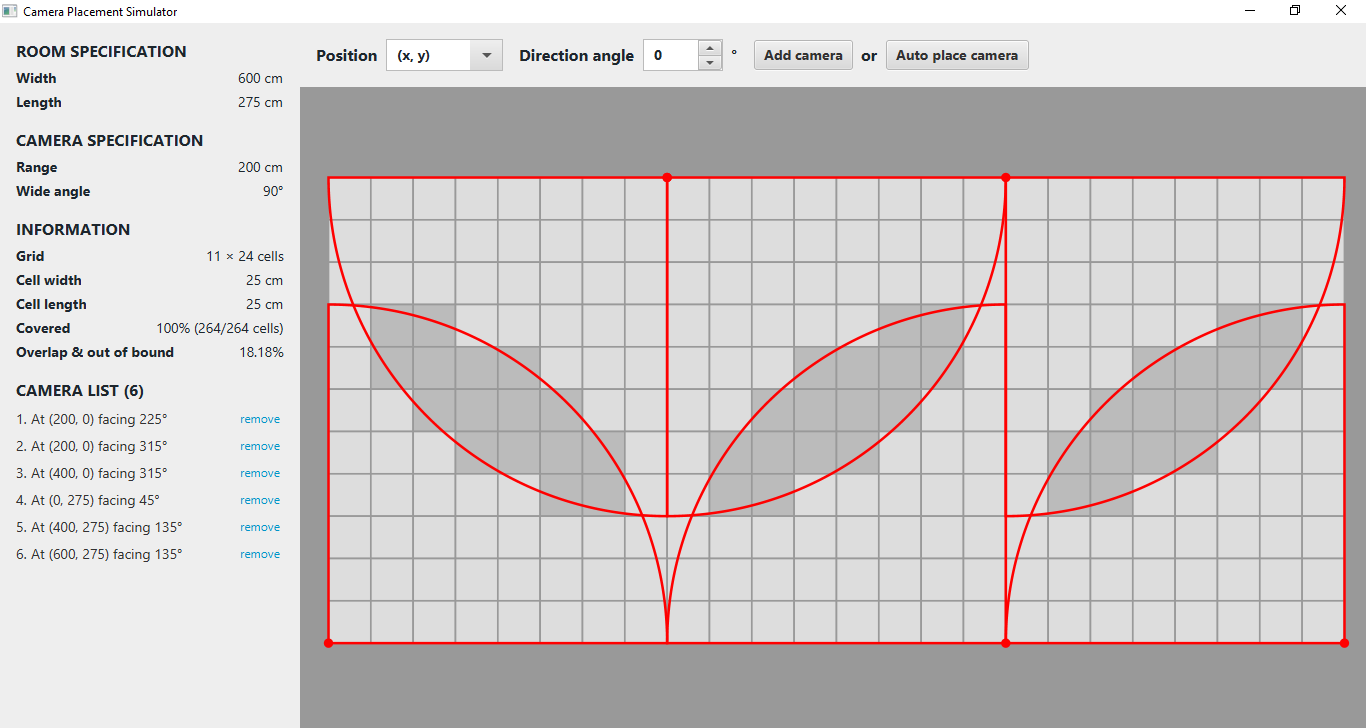 Camera Placement Simulator
ROOM SPECIFICATION
Width 600 cm
Length 275 cm
CAMERA SPECIFICATION
Range 200 cm
Wide angle 90°
INFORMATION
Grid 11 × 24 cells
Cell width 25 cm
Cell length 25 cm
Covered 100% (264/264 cells)
Overlap & out of bound 18.18%
CAMERA LIST (6)
1. At (200, 0) facing 225° remove
2. At (200, 0) facing 315° remove
3. At (400, 0) facing 315° remove
4. At (0, 275) facing 45° remove
5. At (400, 275) facing 135° remove
6. At (600, 275) facing 135° remove
Position (x, y) Direction angle 0 ° Add camera or Auto place camera